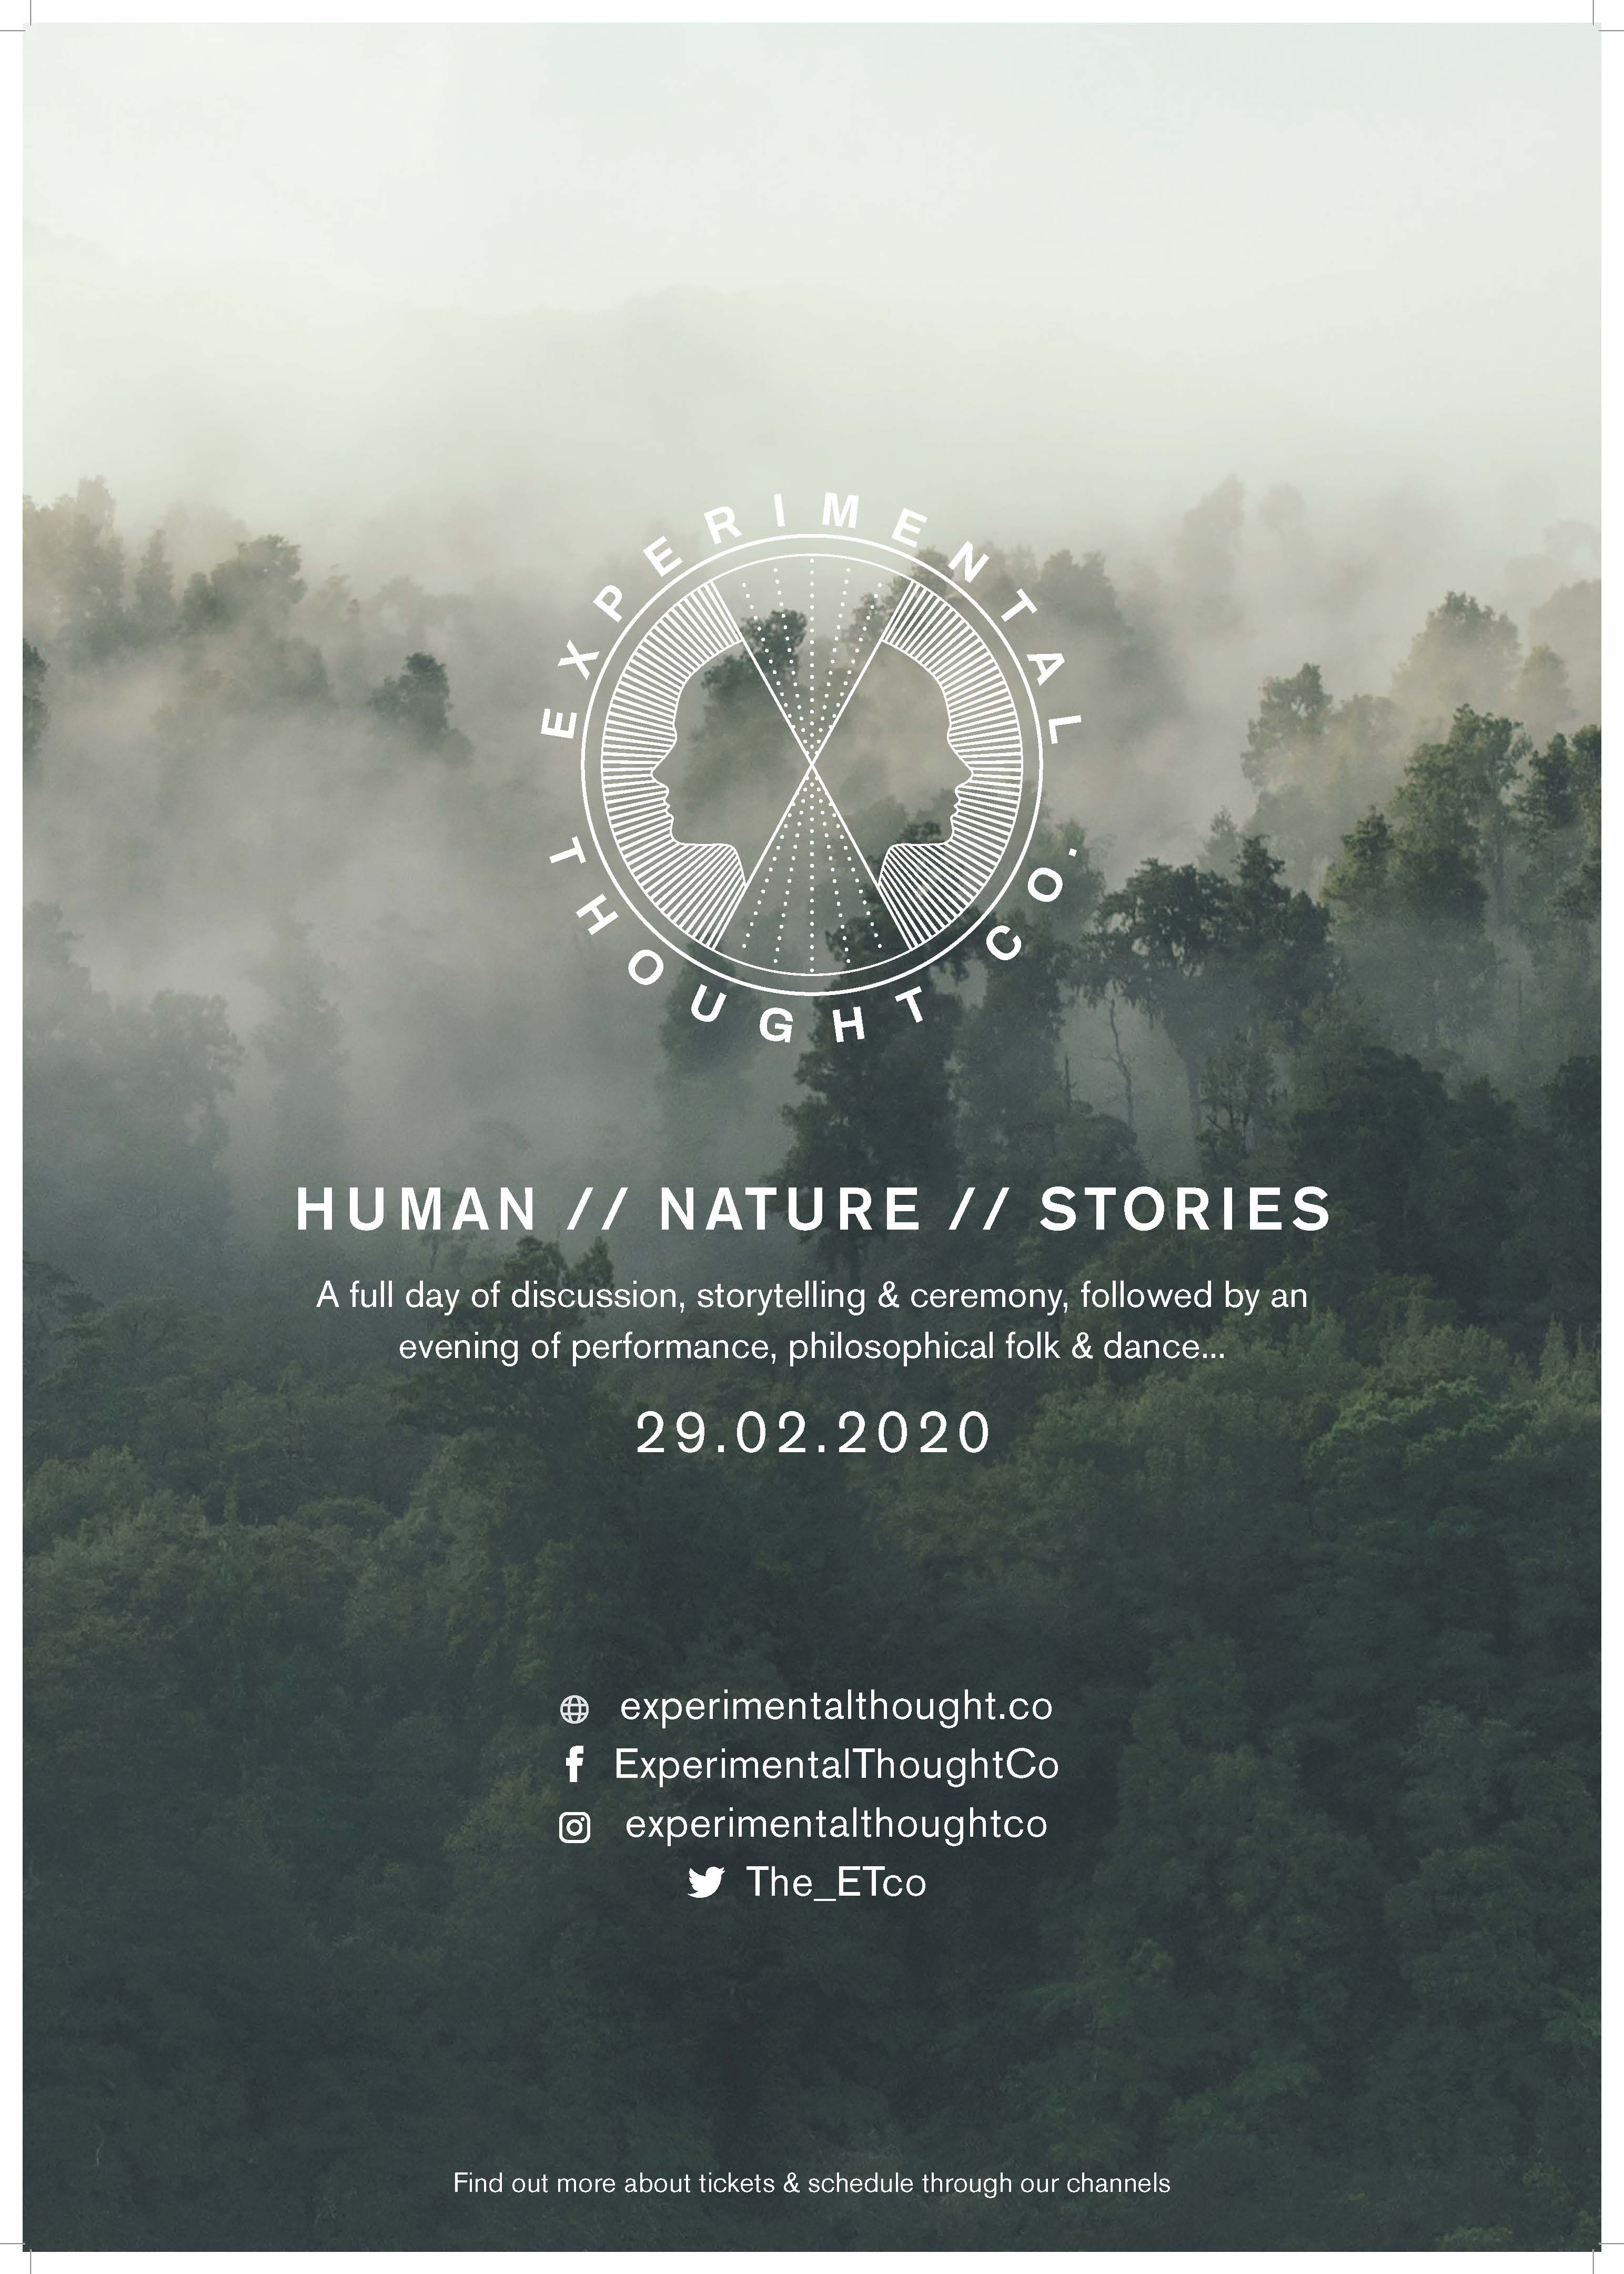 EXPERIMENTAL
THOUGHT CO.
HUMAN // NATURE // STORIES
A full day of discussion, storytelling & ceremony, followed by an
evening of performance, philosophical folk & dance...
29.02.2020
experimentalthought.co
ExperimentalThoughtCo
experimentalthoughtco
The_ETco
Find out more about tickets & schedule through our channels